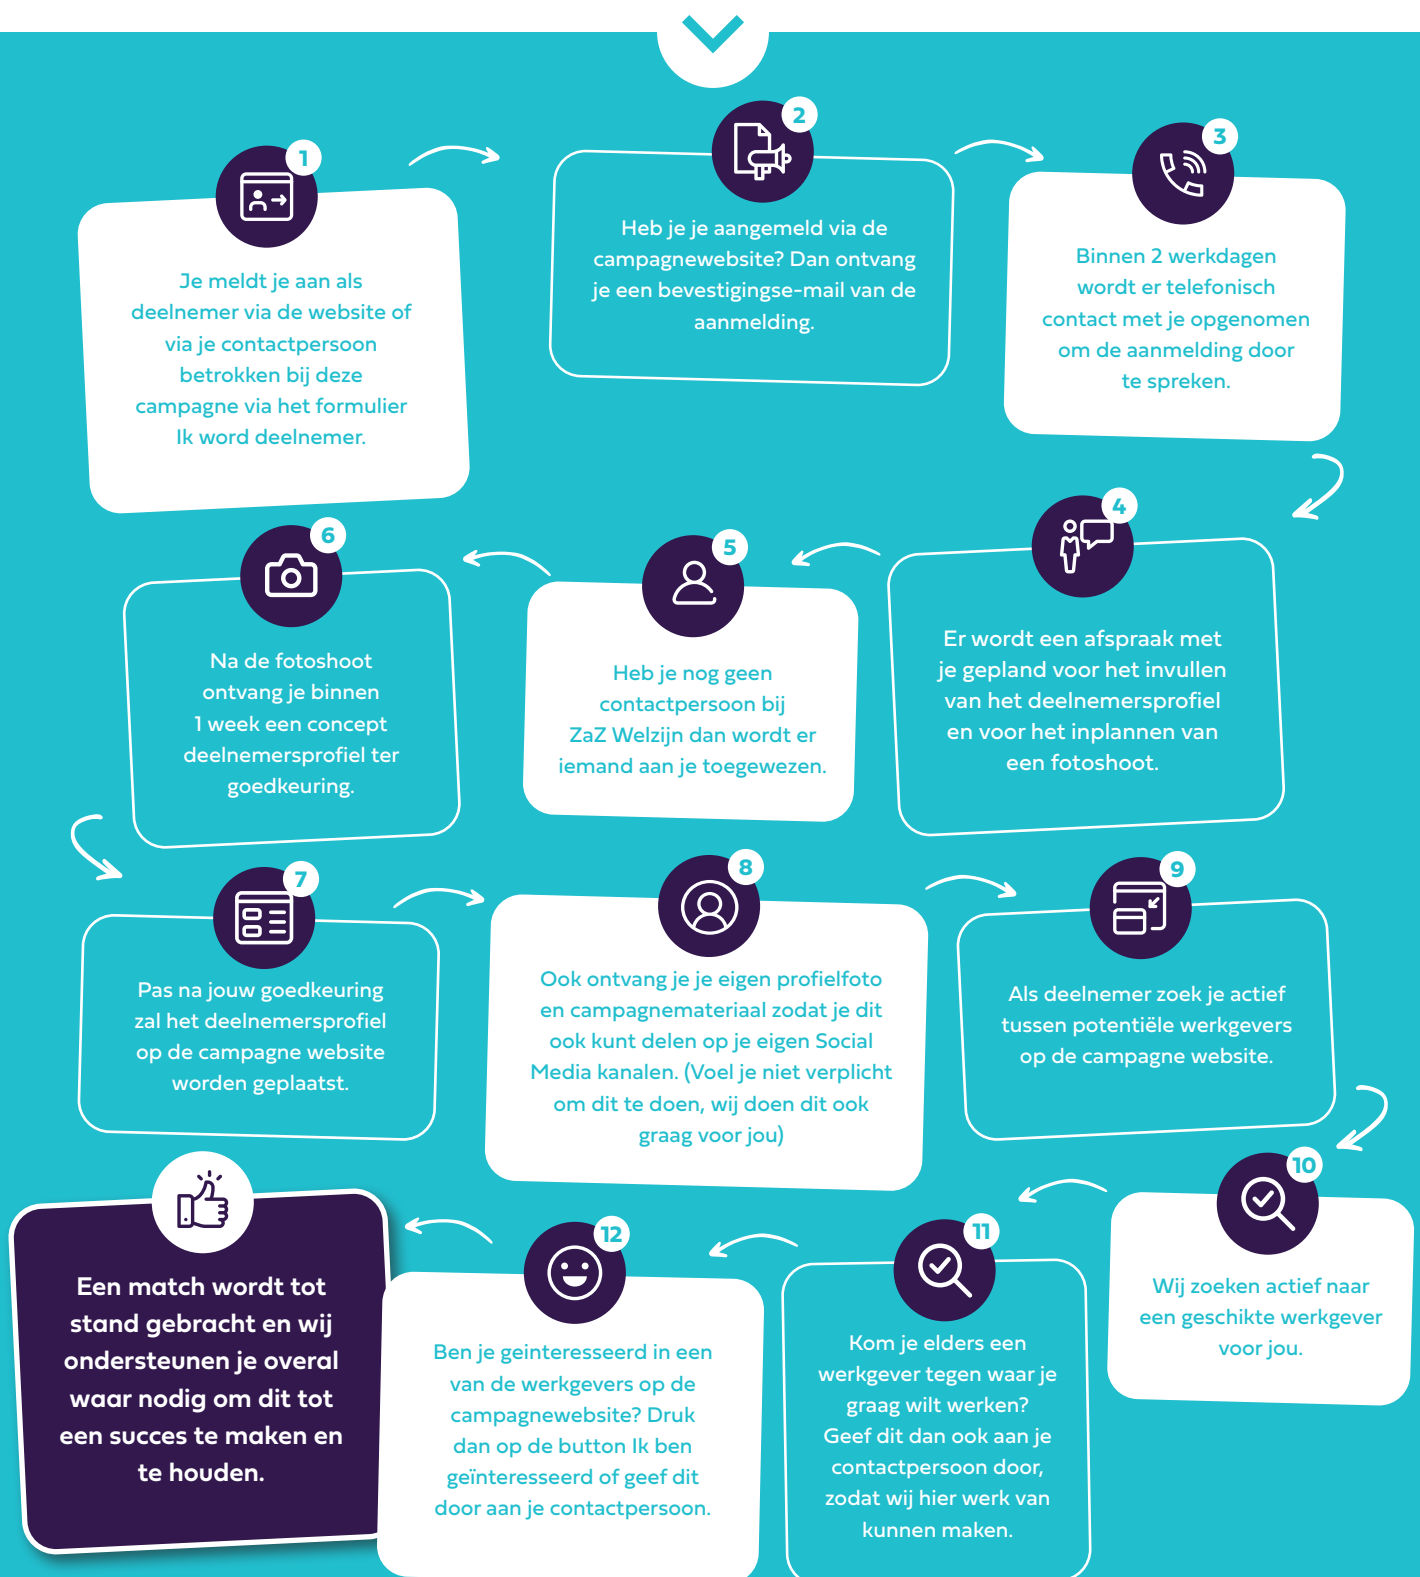 1
Je meldt je aan als
deelnemer via de website of
via je contactpersoon
betrokken bij deze
campagne via het formulier
Ik word deelnemer.
2
Heb je je aangemeld via de
campagnewebsite? Dan ontvang
je een bevestigingse-mail van de
aanmelding.
3
Binnen 2 werkdagen
wordt er telefonisch
contact met je opgenomen
om de aanmelding door
te spreken.
4
Er wordt een afspraak met
je gepland voor het invullen
van het deelnemersprofiel
en voor het inplannen van
een fotoshoot.
5
Heb je nog geen
contactpersoon bij
ZaZ Welzijn dan wordt er
iemand aan je toegewezen.
6
Na de fotoshoot
ontvang je binnen
1 week een concept
deelnemersprofiel ter
goedkeuring.
7
Pas na jouw goedkeuring
zal het deelnemersprofiel
op de campagne website
worden geplaatst.
8
Ook ontvang je je eigen profielfoto
en campagnemateriaal zodat je dit
ook kunt delen op je eigen Social
Media kanalen. (Voel je niet verplicht
om dit te doen, wij doen dit ook
graag voor jou)
9
Als deelnemer zoek je actief
tussen potentiële werkgevers
op de campagne website.
10
Wij zoeken actief naar
een geschikte werkgever
voor jou.
11
Kom je elders een
werkgever tegen waar je
graag wilt werken?
Geef dit dan ook aan je
contactpersoon door,
zodat wij hier werk van
kunnen maken.
12
Ben je geinteresseerd in een
van de werkgevers op de
campagnewebsite? Druk
dan op de button Ik ben
geïnteresseerd of geef dit
door aan je contactpersoon.
Een match wordt tot
stand gebracht en wij
ondersteunen je overal
waar nodig om dit tot
een succes te maken en
te houden.